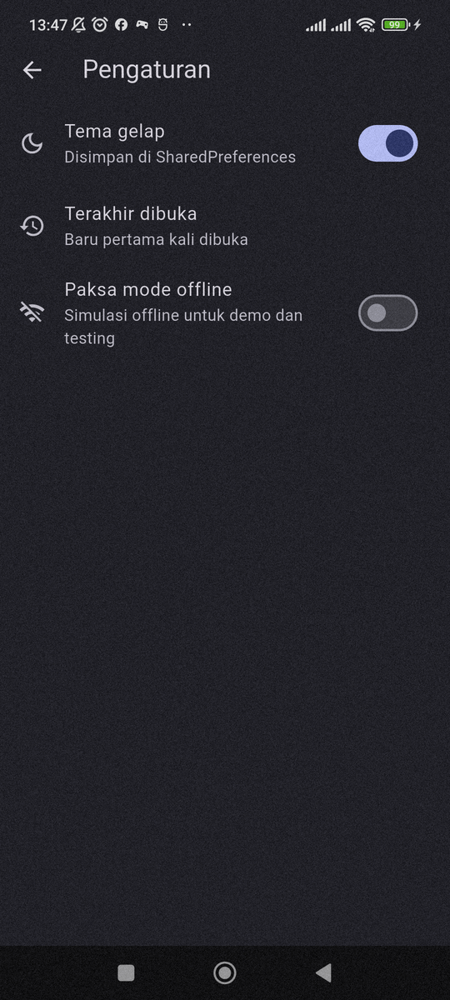 13:47
99
Pengaturan
Tema gelap
Disimpan di SharedPreferences
Terakhir dibuka
Baru pertama kali dibuka
Paksa mode offline
Simulasi offline untuk demo dan
testing